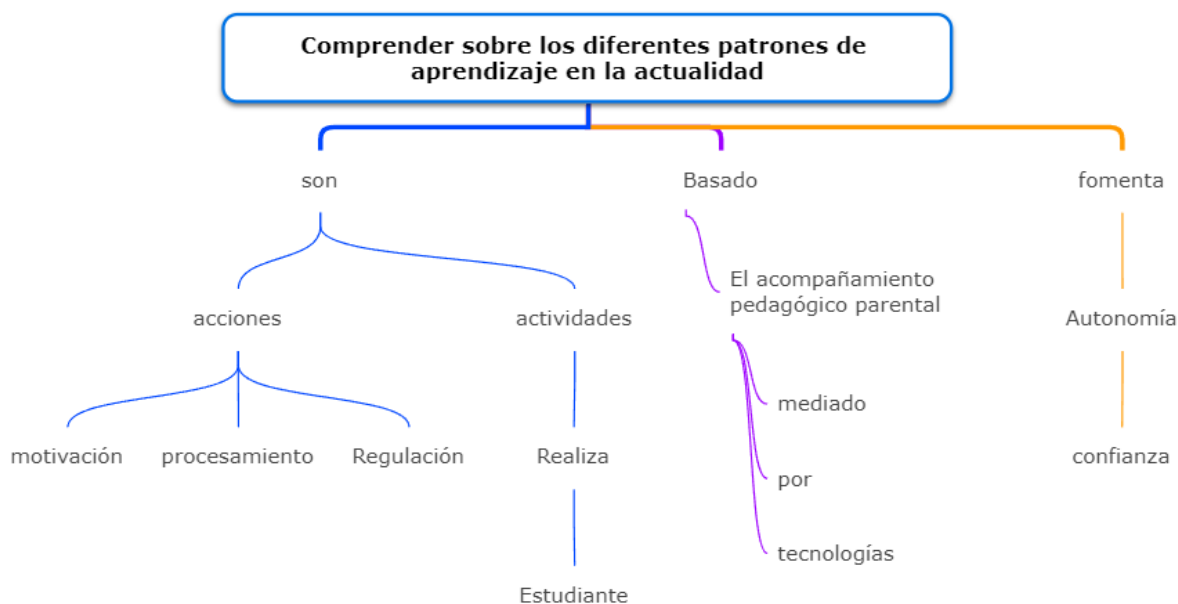 Comprender sobre los diferentes patrones de
aprendizaje en la actualidad
son
Basado
fomenta
El acompañamiento
pedagógico parental
acciones
actividades
Autonomía
mediado
motivación
procesamiento
Regulación
Realiza
confianza
por
tecnologías
Estudiante